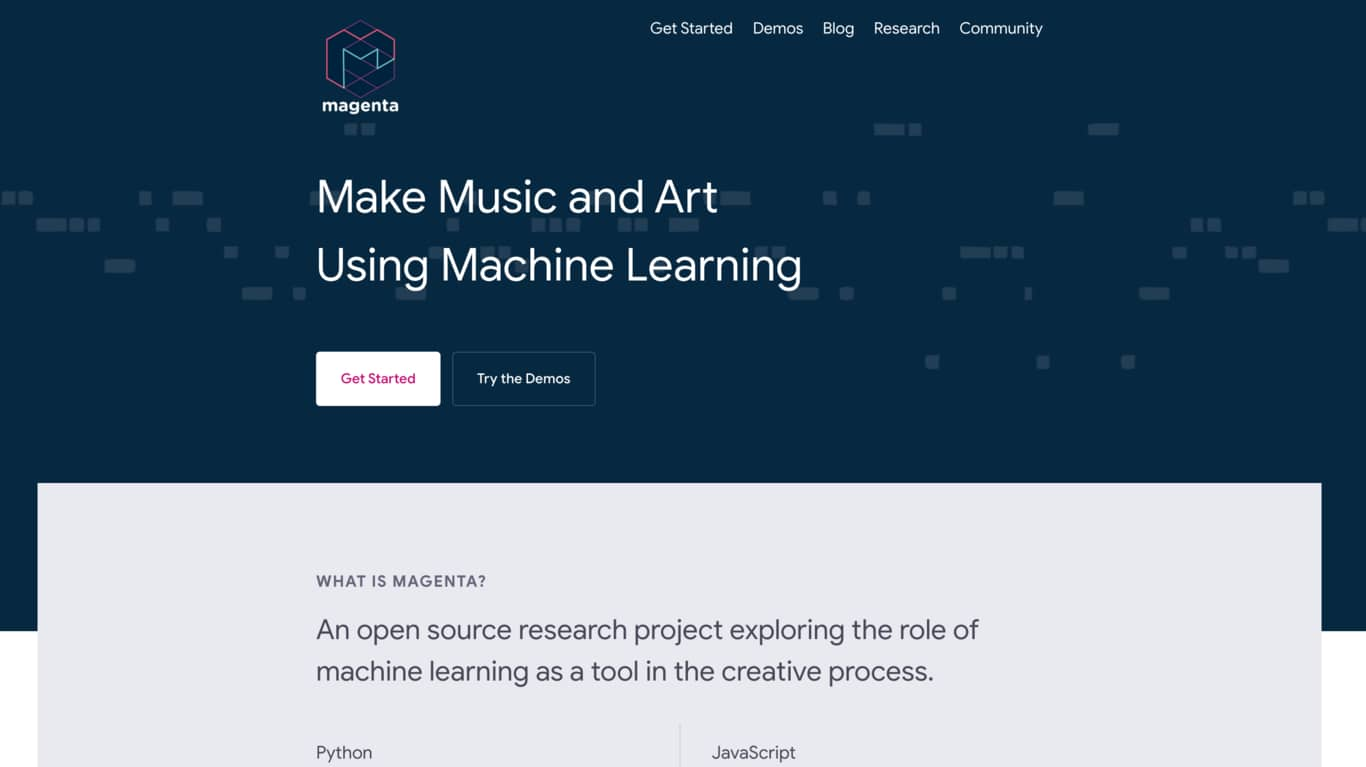 magenta
Get Started
Demos
Blog
Research
Community
Make Music and Art
Using Machine Learning
Get Started
Try the Demos
WHAT IS MAGENTA?
An open source research project exploring the role of
machine learning as a tool in the creative process.
Python
JavaScript